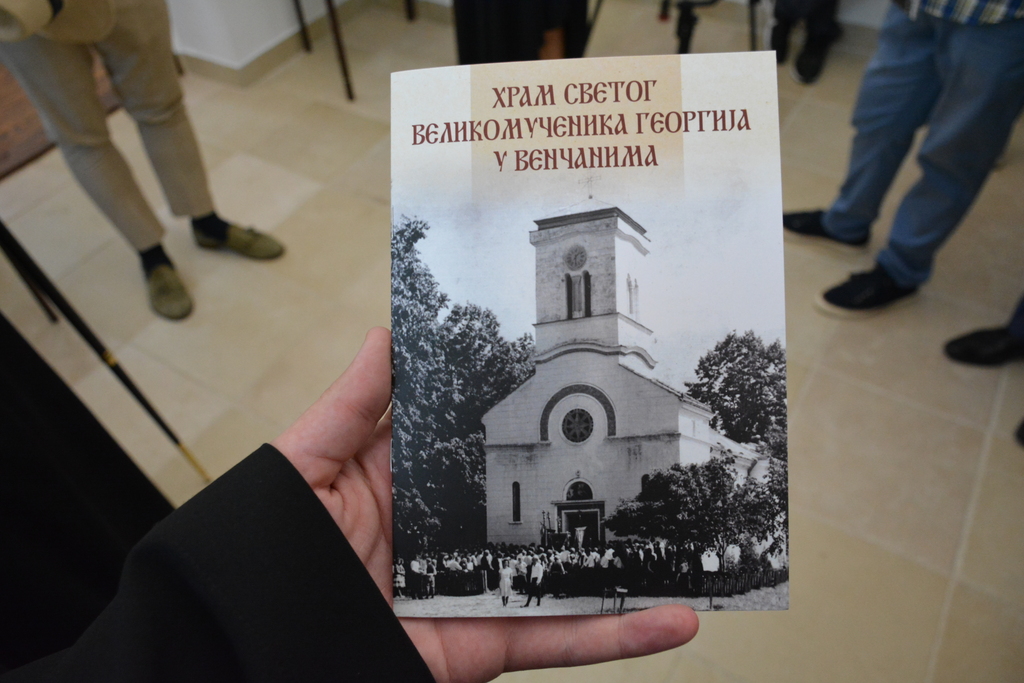 ХРАМ СВЕТОГ
ВЕЛИКОМУЧЕНИКА ГЕОРГИЈА
У ВЕНЧАНИМА